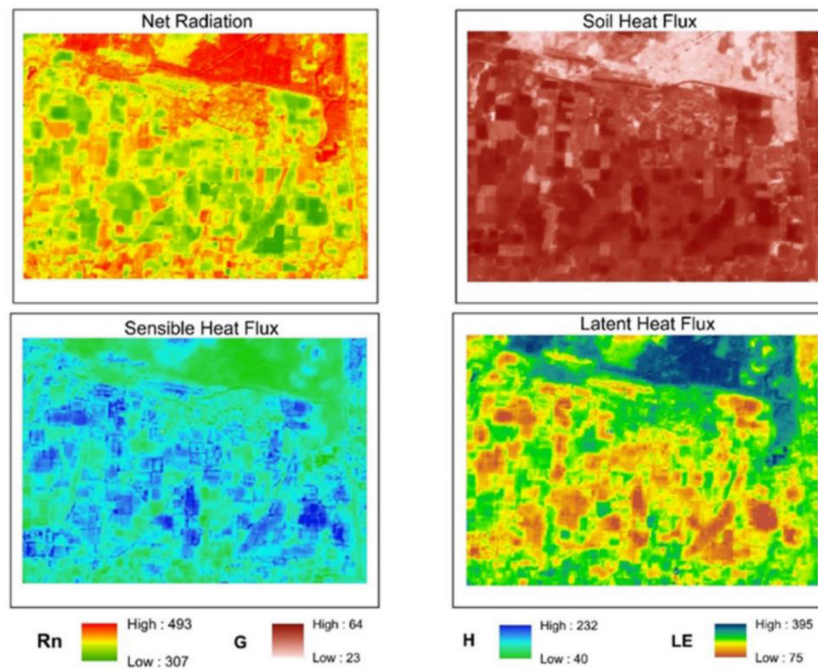 Net Radiation
Soil Heat Flux
Sensible Heat Flux
Latent Heat Flux
Rn
High : 493
Low : 307
G
High : 64
Low : 23
H
High : 232
Low : 40
LE
High : 395
Low : 75